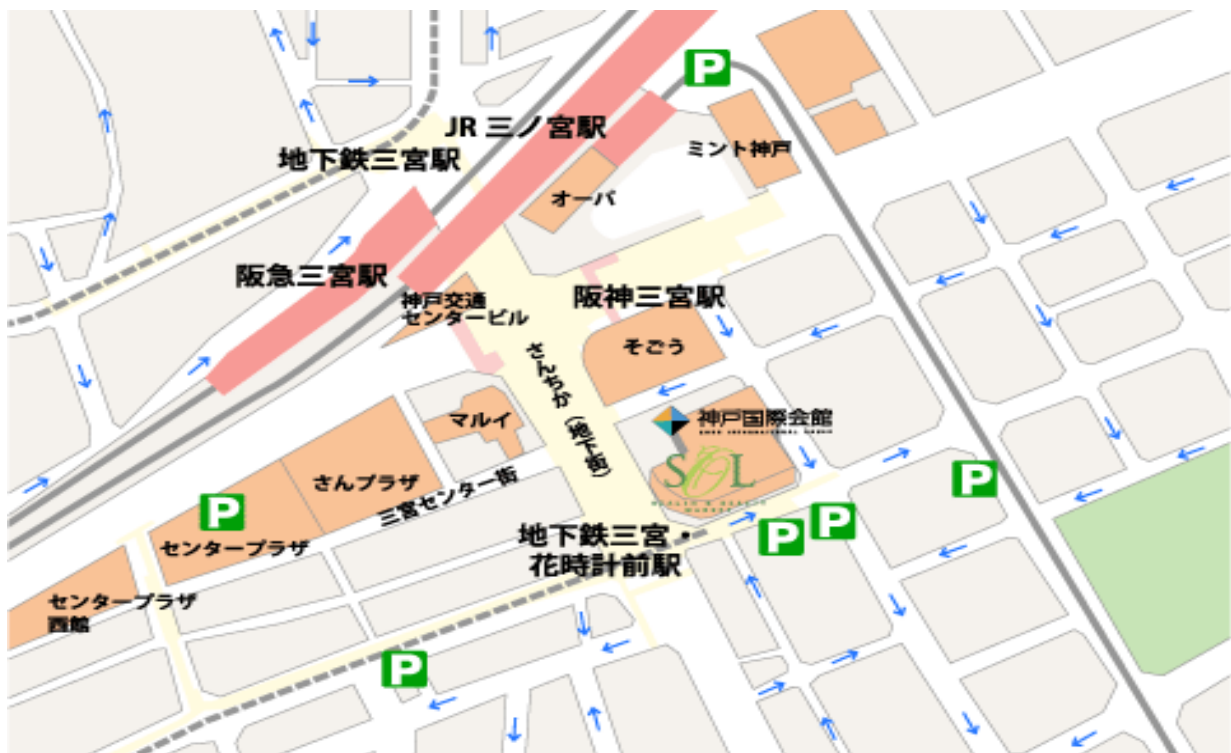 P
JR 三ノ宮駅
地下鉄三宮駅
ミント神戸
オーパ
阪急三宮駅
神戸交通
センタービル
阪神三宮駅
そごう
さんちか(地下街)
マルイ
神戸国際会館
SOL
さんプラザ
三宮センター街
P
P
センタープラザ
地下鉄三宮・
花時計前駅
P
P
センタープラザ
西館
P